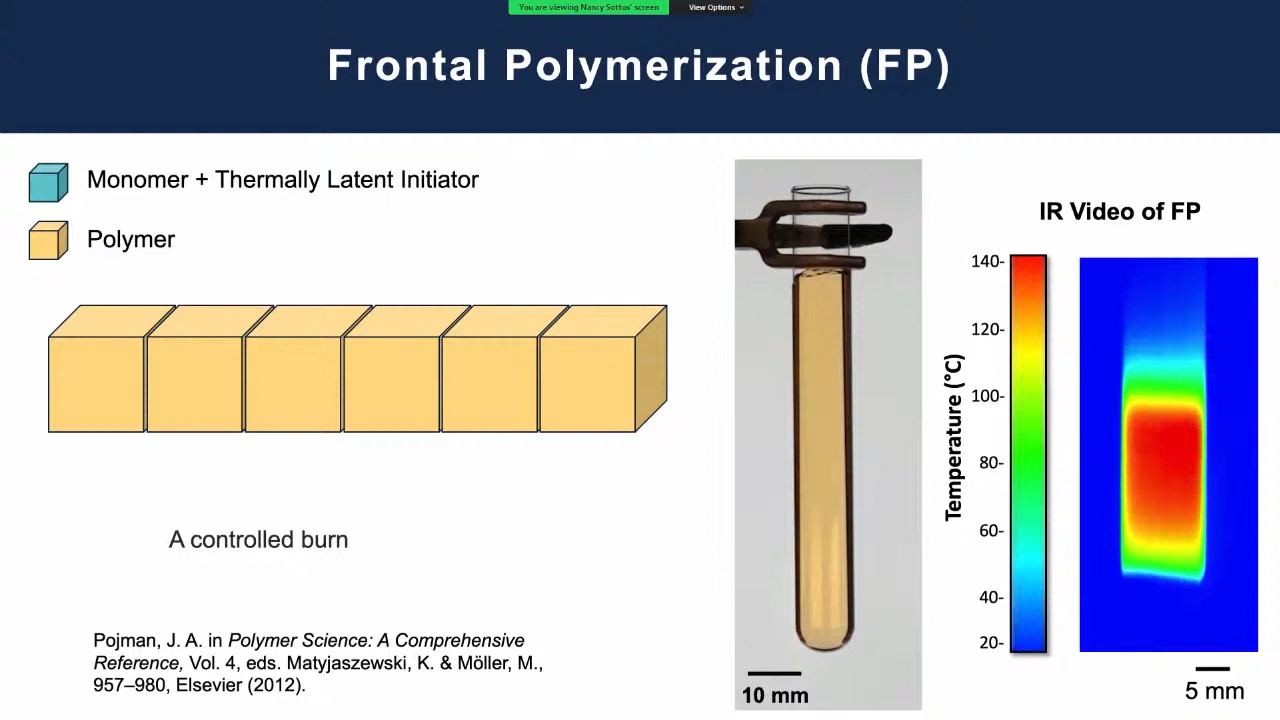 You are viewing Nancy Sottos' screen
View Options
Frontal Polymerization (FP)
Monomer + Thermally Latent Initiator
Polymer
A controlled burn
Pojman, J. A. in Polymer Science: A Comprehensive
Reference, Vol. 4, eds. Matyjaszewski, K. & Möller, M.,
957–980, Elsevier (2012).
10 mm
IR Video of FP
Temperature (°C)
140-
120-
100-
80-
60-
40-
20-
5 mm